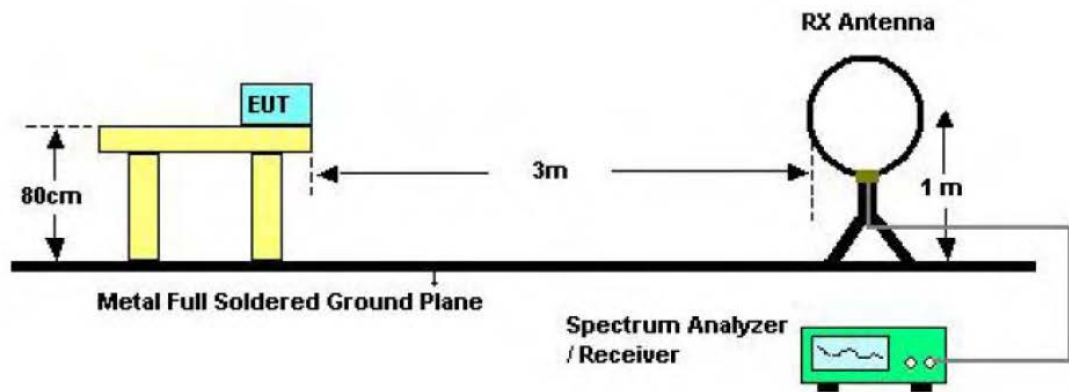 RX Antenna
EUT
80cm
3m
1 m
Metal Full Soldered Ground Plane
Spectrum Analyzer
/ Receiver